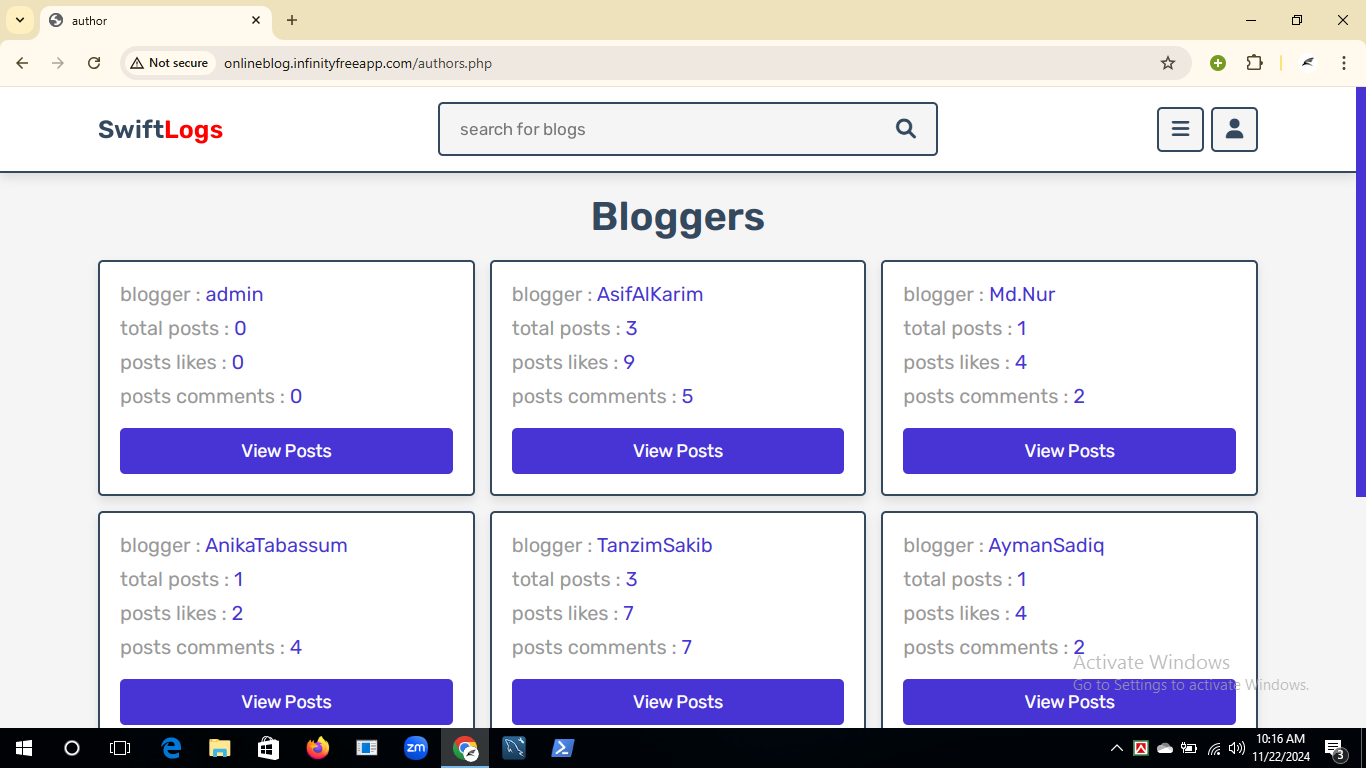 author
Not secure
onlineblog.infinityfreeapp.com/authors.php
SwiftLogs
search for blogs
Bloggers
blogger : admin
total posts : 0
posts likes : 0
posts comments : 0
View Posts
blogger : AsifAlKarim
total posts : 3
posts likes : 9
posts comments : 5
View Posts
blogger : Md.Nur
total posts : 1
posts likes : 4
posts comments : 2
View Posts
blogger : AnikaTabassum
total posts : 1
posts likes : 2
posts comments : 4
View Posts
blogger : TanzimSakib
total posts : 3
posts likes : 7
posts comments : 7
View Posts
blogger : AymanSadiq
total posts : 1
posts likes : 4
posts comments : 2
View Posts
Activate Windows
Go to Settings to activate Windows.
zm
10:16 AM
11/22/2024
3